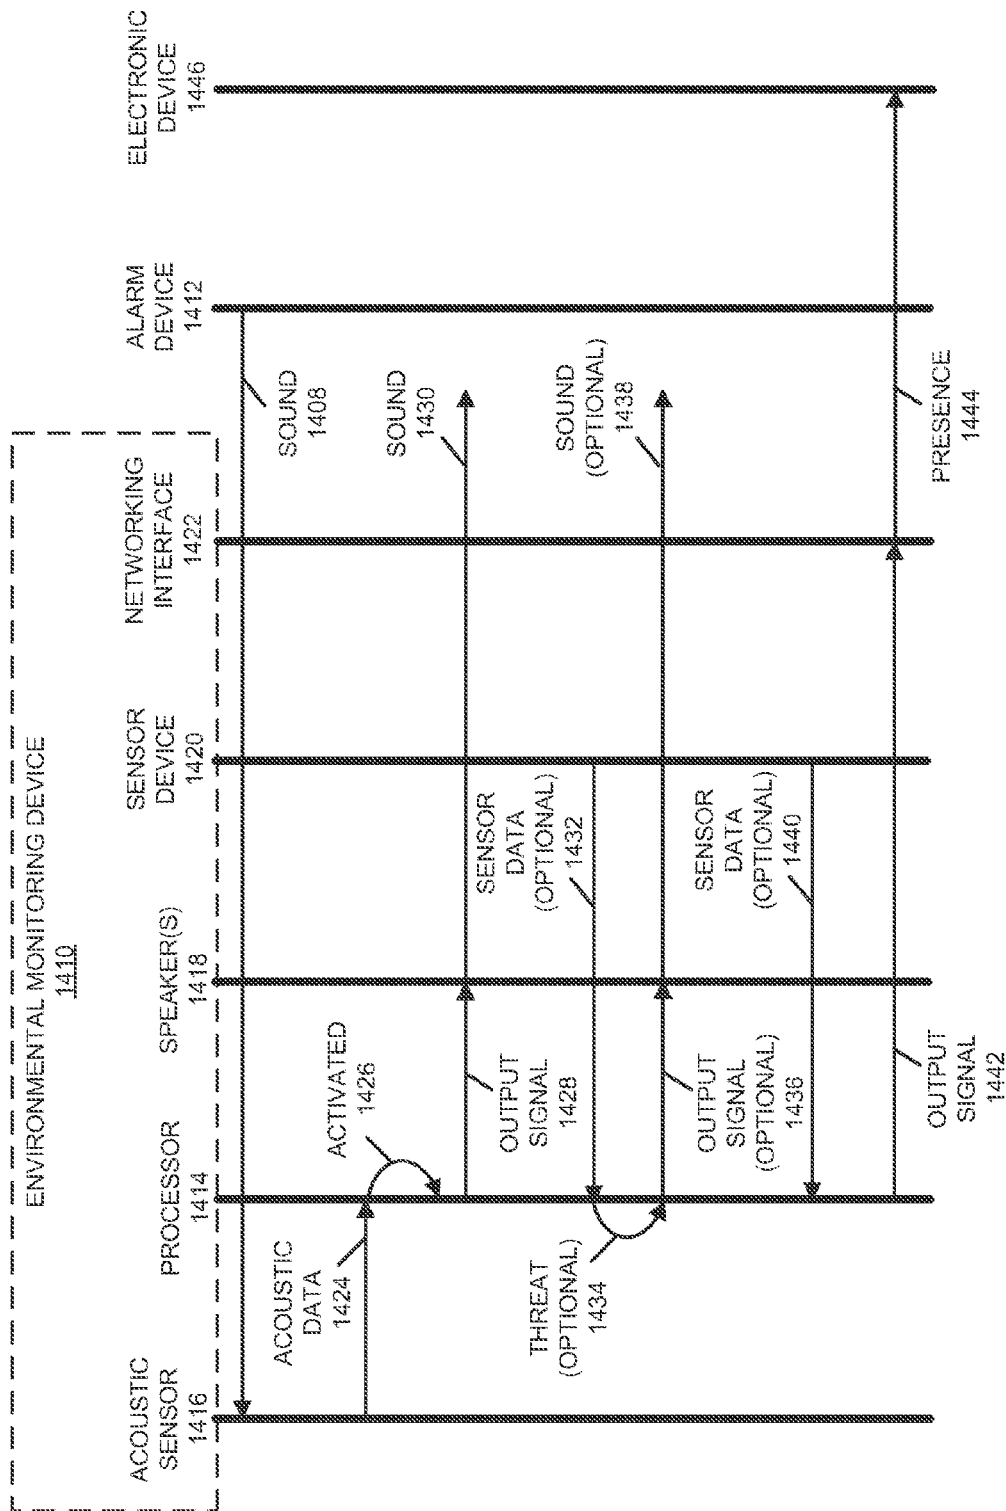 ENVIRONMENTAL MONITORING DEVICE
1410
ACOUSTIC
SENSOR
1416
PROCESSOR
1414
SPEAKER(S)
1418
SENSOR
DEVICE
1420
NETWORKING
INTERFACE
1422
ALARM
DEVICE
1412
ELECTRONIC
DEVICE
1446
SOUND
1408
ACOUSTIC
DATA
1424
ACTIVATED
1426
OUTPUT
SIGNAL
1428
SOUND
1430
SENSOR
DATA
(OPTIONAL)
1432
THREAT
(OPTIONAL)
1434
OUTPUT
SIGNAL
(OPTIONAL)
1436
SOUND
(OPTIONAL)
1438
SENSOR
DATA
(OPTIONAL)
1440
OUTPUT
SIGNAL
1442
PRESENCE
1444